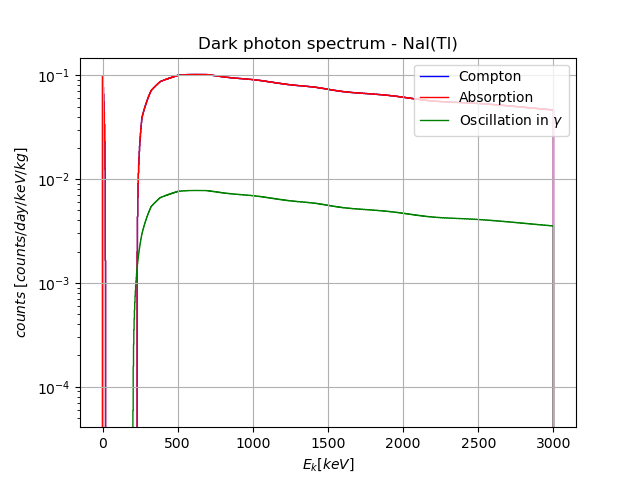 Dark photon spectrum - NaI(Tl)
Compton
Absorption
Oscillation in γ
counts [counts/day/keV/kg]
10⁻¹
10⁻²
10⁻³
10⁻⁴
0 500 1000 1500 2000 2500 3000
E_k[keV]